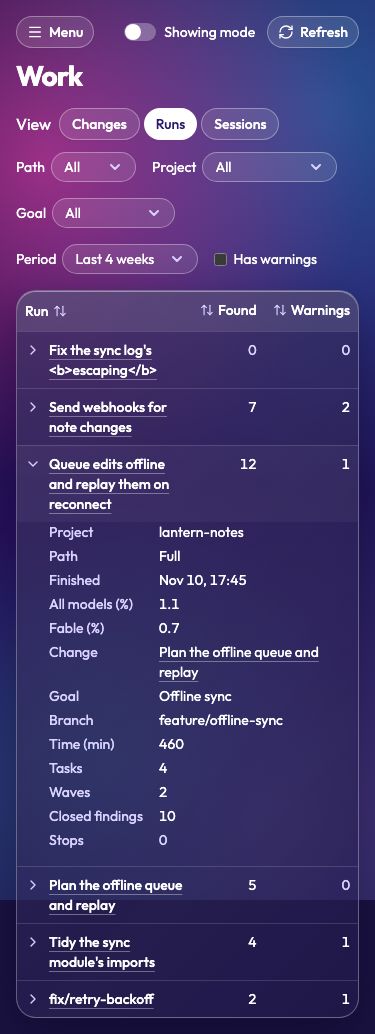 Menu
Showing mode
Refresh
Work
View
Changes
Runs
Sessions
Path
All
Project
All
Goal
All
Period
Last 4 weeks
Has warnings
Run
Found
Warnings
Fix the sync log's
<b>escaping</b>
0
0
Send webhooks for
note changes
7
2
Queue edits offline
and replay them on
reconnect
12
1
Project
lantern-notes
Path
Full
Finished
Nov 10, 17:45
All models (%)
1.1
Fable (%)
0.7
Change
Plan the offline queue and
replay
Goal
Offline sync
Branch
feature/offline-sync
Time (min)
460
Tasks
4
Waves
2
Closed findings
10
Stops
0
Plan the offline queue
and replay
5
0
Tidy the sync
module's imports
4
1
fix/retry-backoff
2
1